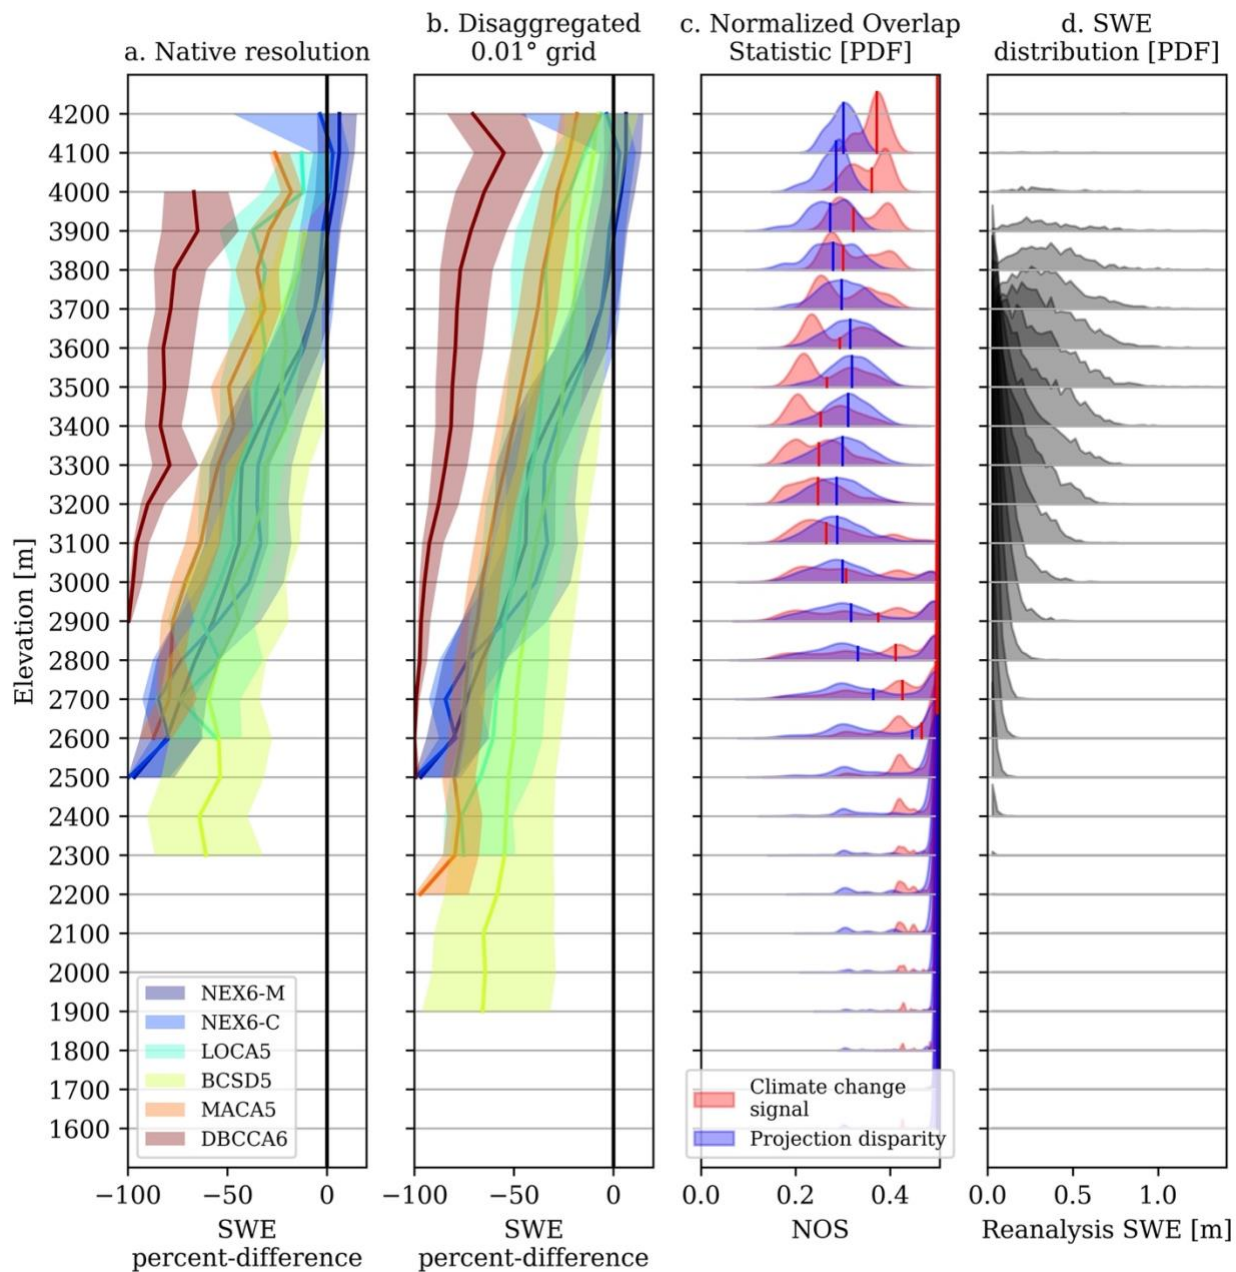 a. Native resolution
b. Disaggregated
0.01° grid
c. Normalized Overlap
Statistic [PDF]
d. SWE
distribution [PDF]
Elevation [m]
4200
4100
4000
3900
3800
3700
3600
3500
3400
3300
3200
3100
3000
2900
2800
2700
2600
2500
2400
2300
2200
2100
2000
1900
1800
1700
1600
NEX6-M
NEX6-C
LOCA5
BCSD5
MACA5
DBCCA6
−100 −50 0
SWE
percent-difference
−100 −50 0
SWE
percent-difference
Climate change
signal
Projection disparity
0.0 0.2 0.4
NOS
0.0 0.5 1.0
Reanalysis SWE [m]